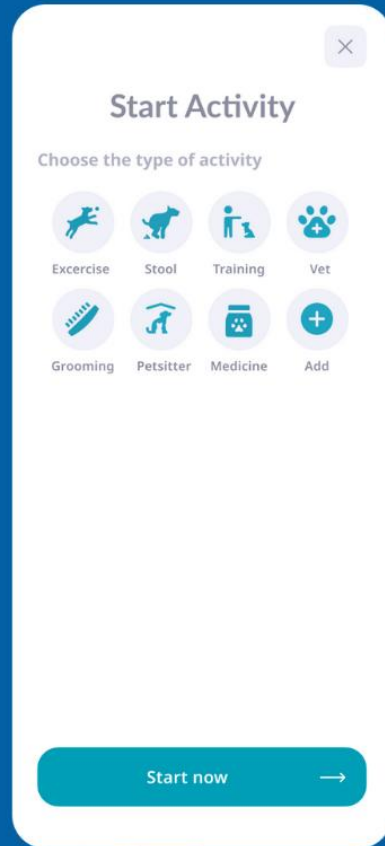 Start Activity
Choose the type of activity
Excercise Stool Training Vet
Grooming Petsitter Medicine Add
Start now